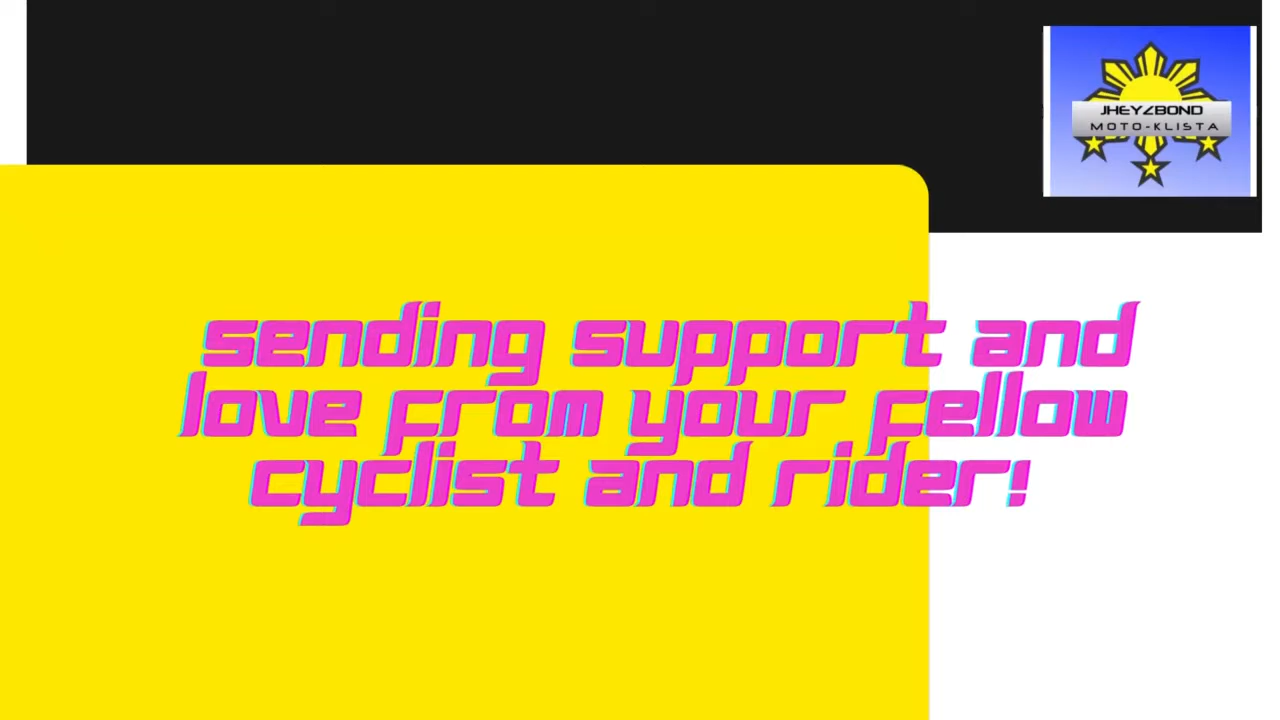 JHEYZBOND
MOTO-KLISTA
sending support and
love from your fellow
cyclist and rider!